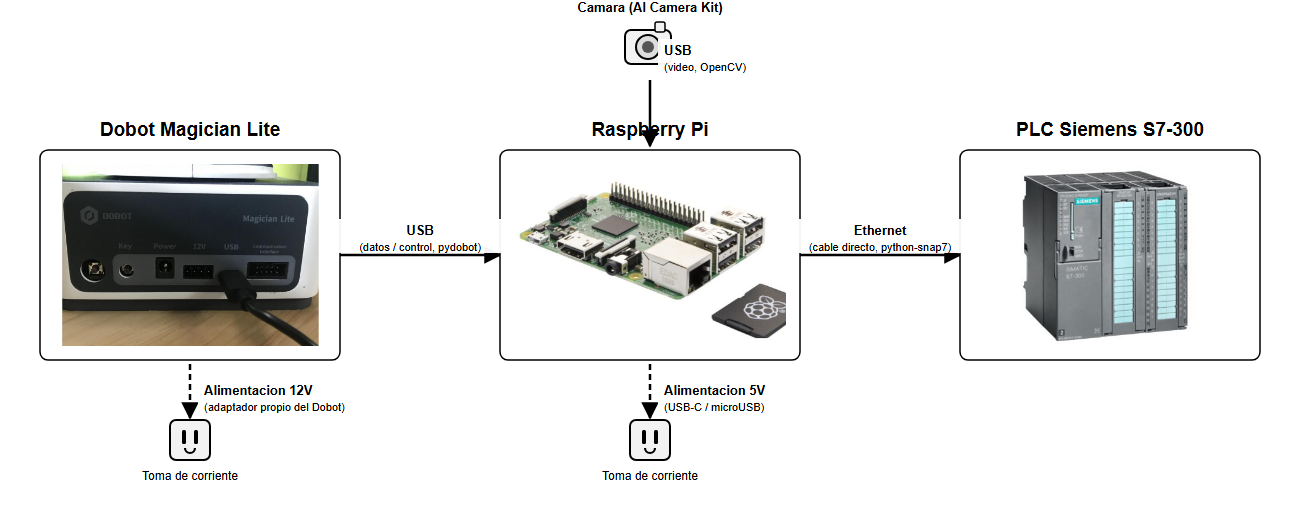 Camara (AI Camera Kit)
USB
(video, OpenCV)
Dobot Magician Lite
Raspberry Pi
PLC Siemens S7-300
DOBOT
Magician Lite
Key
Power
12V
USB
SIEMENS
SIMATIC
S7-300
USB
(datos / control, pydobot)
Ethernet
(cable directo, python-snap7)
Alimentacion 12V
(adaptador propio del Dobot)
Alimentacion 5V
(USB-C / microUSB)
Toma de corriente
Toma de corriente